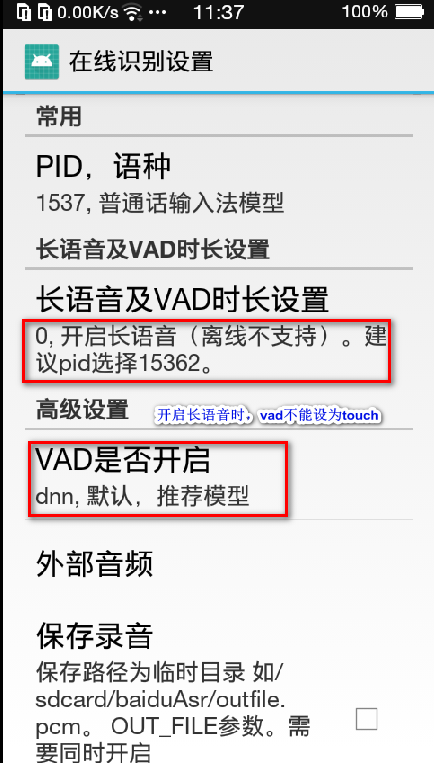 0.00K/s 11:37 100%
在线识别设置
常用
PID，语种
1537, 普通话输入法模型
长语音及VAD时长设置
长语音及VAD时长设置
0, 开启长语音（离线不支持）。建
议pid选择15362。
高级设置
开启长语音时，vad不能设为touch
VAD是否开启
dnn, 默认，推荐模型
外部音频
保存录音
保存路径为临时目录 如/
sdcard/baiduAsr/outfile.
pcm。 OUT_FILE参数。需
要同时开启